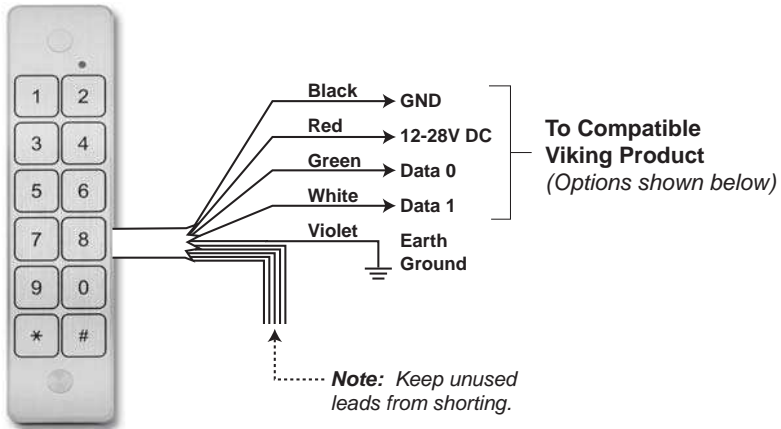 1 2
3 4
5 6
7 8
9 0
* #
Black
GND
Red
12-28V DC
Green
Data 0
White
Data 1
Violet
Earth
Ground
To Compatible
Viking Product
(Options shown below)
Note: Keep unused
leads from shorting.